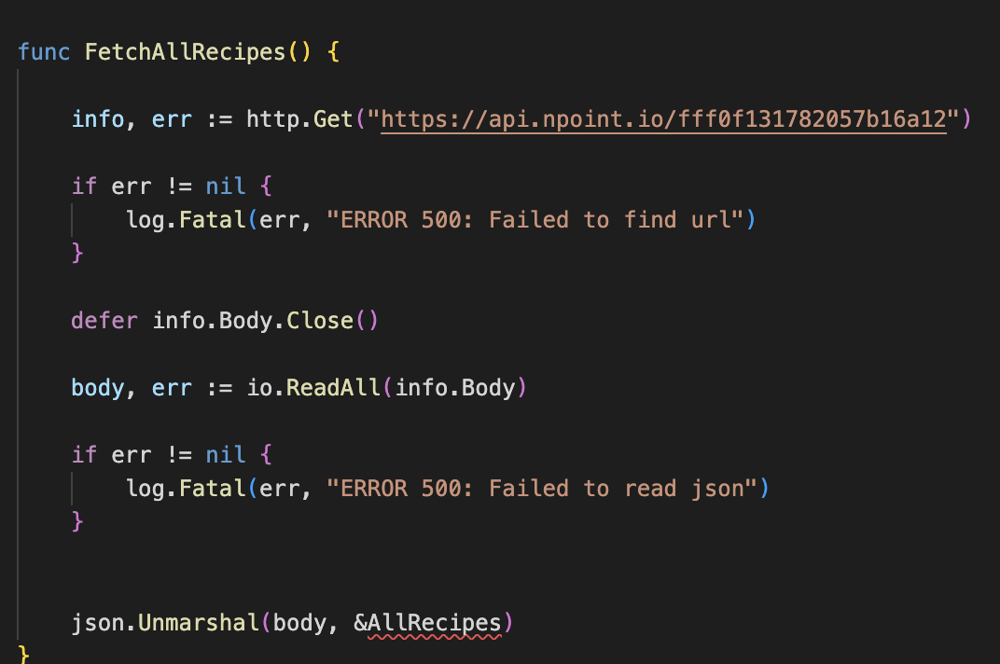 func FetchAllRecipes() {
info, err := http.Get("https://api.npoint.io/fff0f131782057b16a12")
if err != nil {
log.Fatal(err, "ERROR 500: Failed to find url")
}
defer info.Body.Close()
body, err := io.ReadAll(info.Body)
if err != nil {
log.Fatal(err, "ERROR 500: Failed to read json")
}
json.Unmarshal(body, &AllRecipes)
}